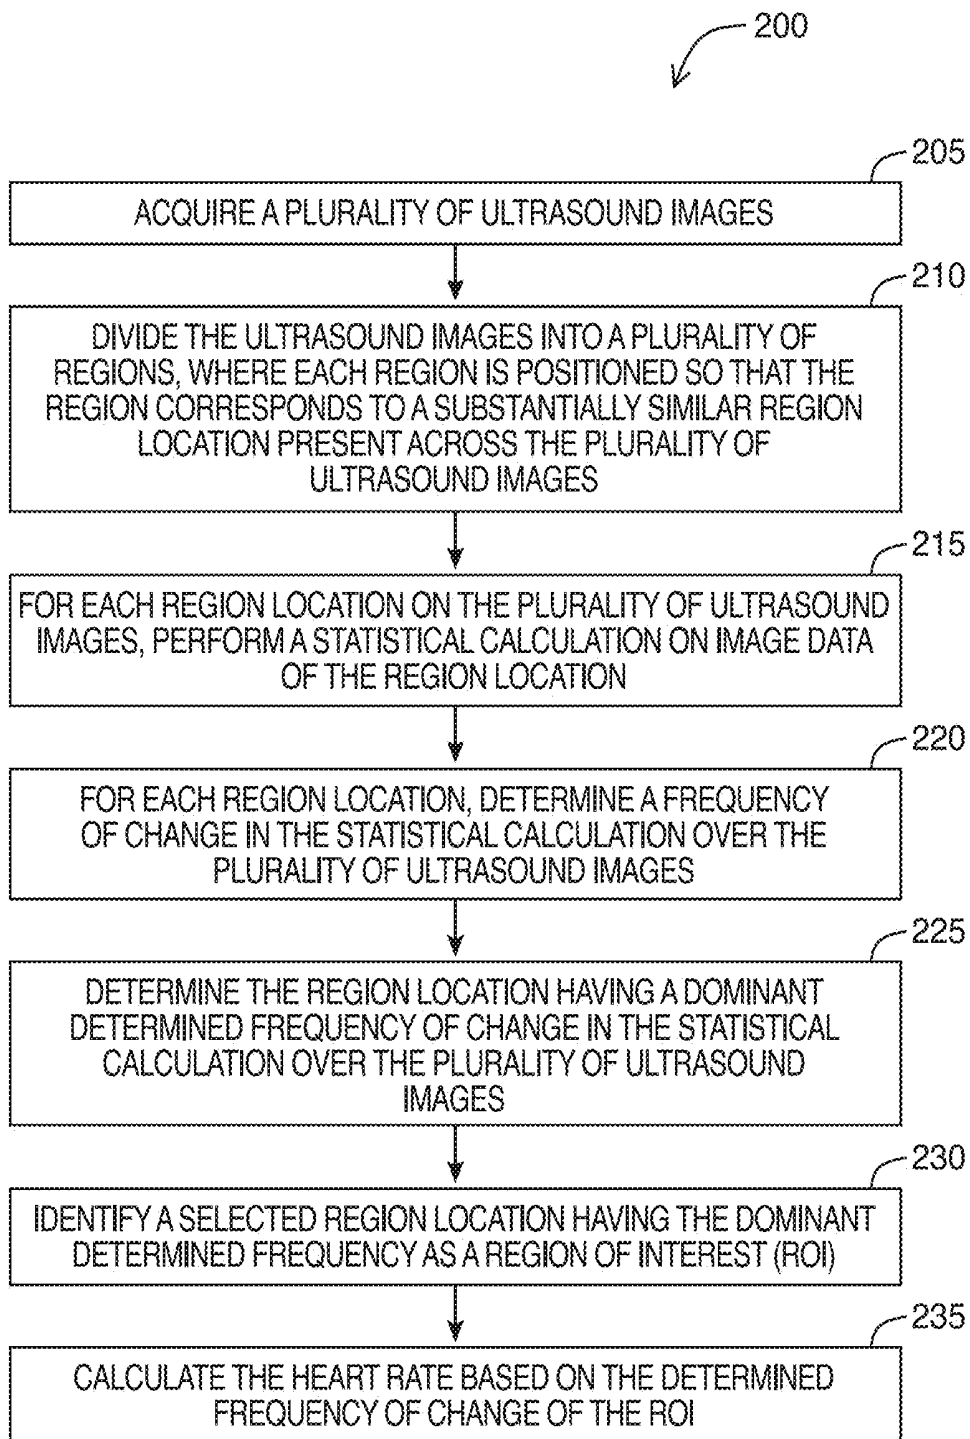 200
205
ACQUIRE A PLURALITY OF ULTRASOUND IMAGES
210
DIVIDE THE ULTRASOUND IMAGES INTO A PLURALITY OF
REGIONS, WHERE EACH REGION IS POSITIONED SO THAT THE
REGION CORRESPONDS TO A SUBSTANTIALLY SIMILAR REGION
LOCATION PRESENT ACROSS THE PLURALITY OF
ULTRASOUND IMAGES
215
FOR EACH REGION LOCATION ON THE PLURALITY OF ULTRASOUND
IMAGES, PERFORM A STATISTICAL CALCULATION ON IMAGE DATA
OF THE REGION LOCATION
220
FOR EACH REGION LOCATION, DETERMINE A FREQUENCY
OF CHANGE IN THE STATISTICAL CALCULATION OVER THE
PLURALITY OF ULTRASOUND IMAGES
225
DETERMINE THE REGION LOCATION HAVING A DOMINANT
DETERMINED FREQUENCY OF CHANGE IN THE STATISTICAL
CALCULATION OVER THE PLURALITY OF ULTRASOUND
IMAGES
230
IDENTIFY A SELECTED REGION LOCATION HAVING THE DOMINANT
DETERMINED FREQUENCY AS A REGION OF INTEREST (ROI)
235
CALCULATE THE HEART RATE BASED ON THE DETERMINED
FREQUENCY OF CHANGE OF THE ROI